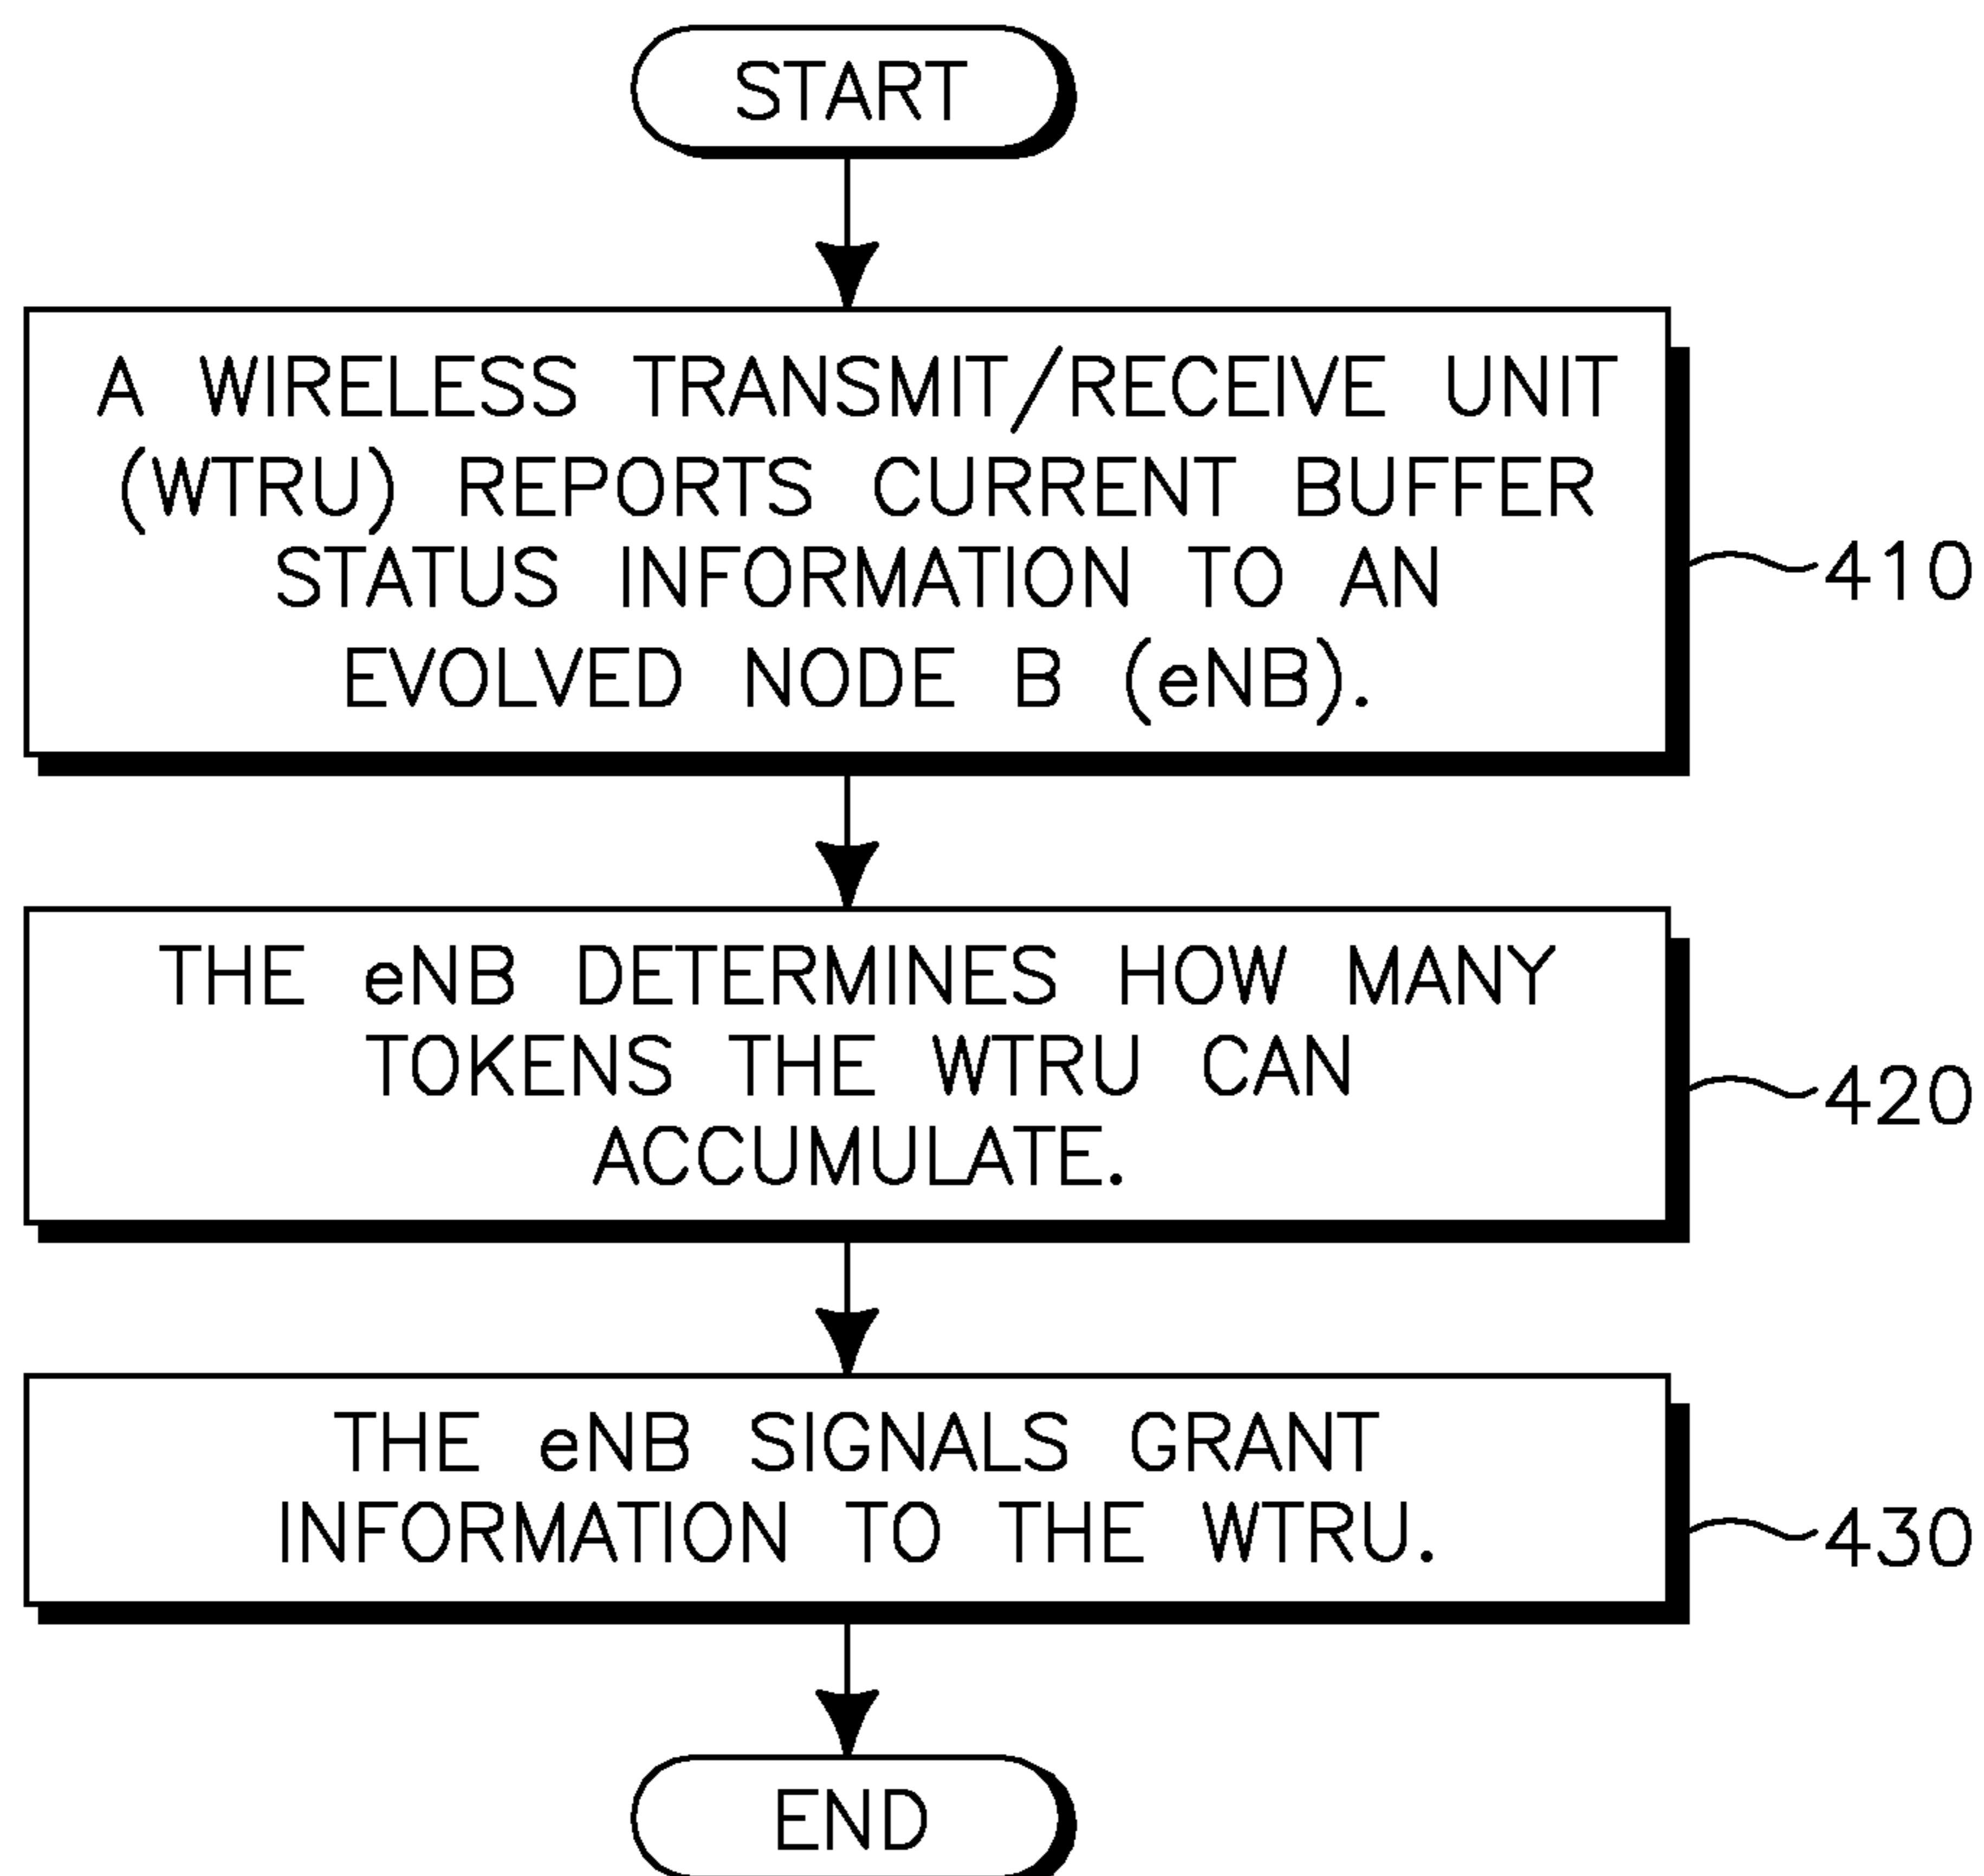 START
A WIRELESS TRANSMIT/RECEIVE UNIT
(WTRU) REPORTS CURRENT BUFFER
STATUS INFORMATION TO AN
EVOLVED NODE B (eNB).
410
THE eNB DETERMINES HOW MANY
TOKENS THE WTRU CAN
ACCUMULATE.
420
THE eNB SIGNALS GRANT
INFORMATION TO THE WTRU.
430
END